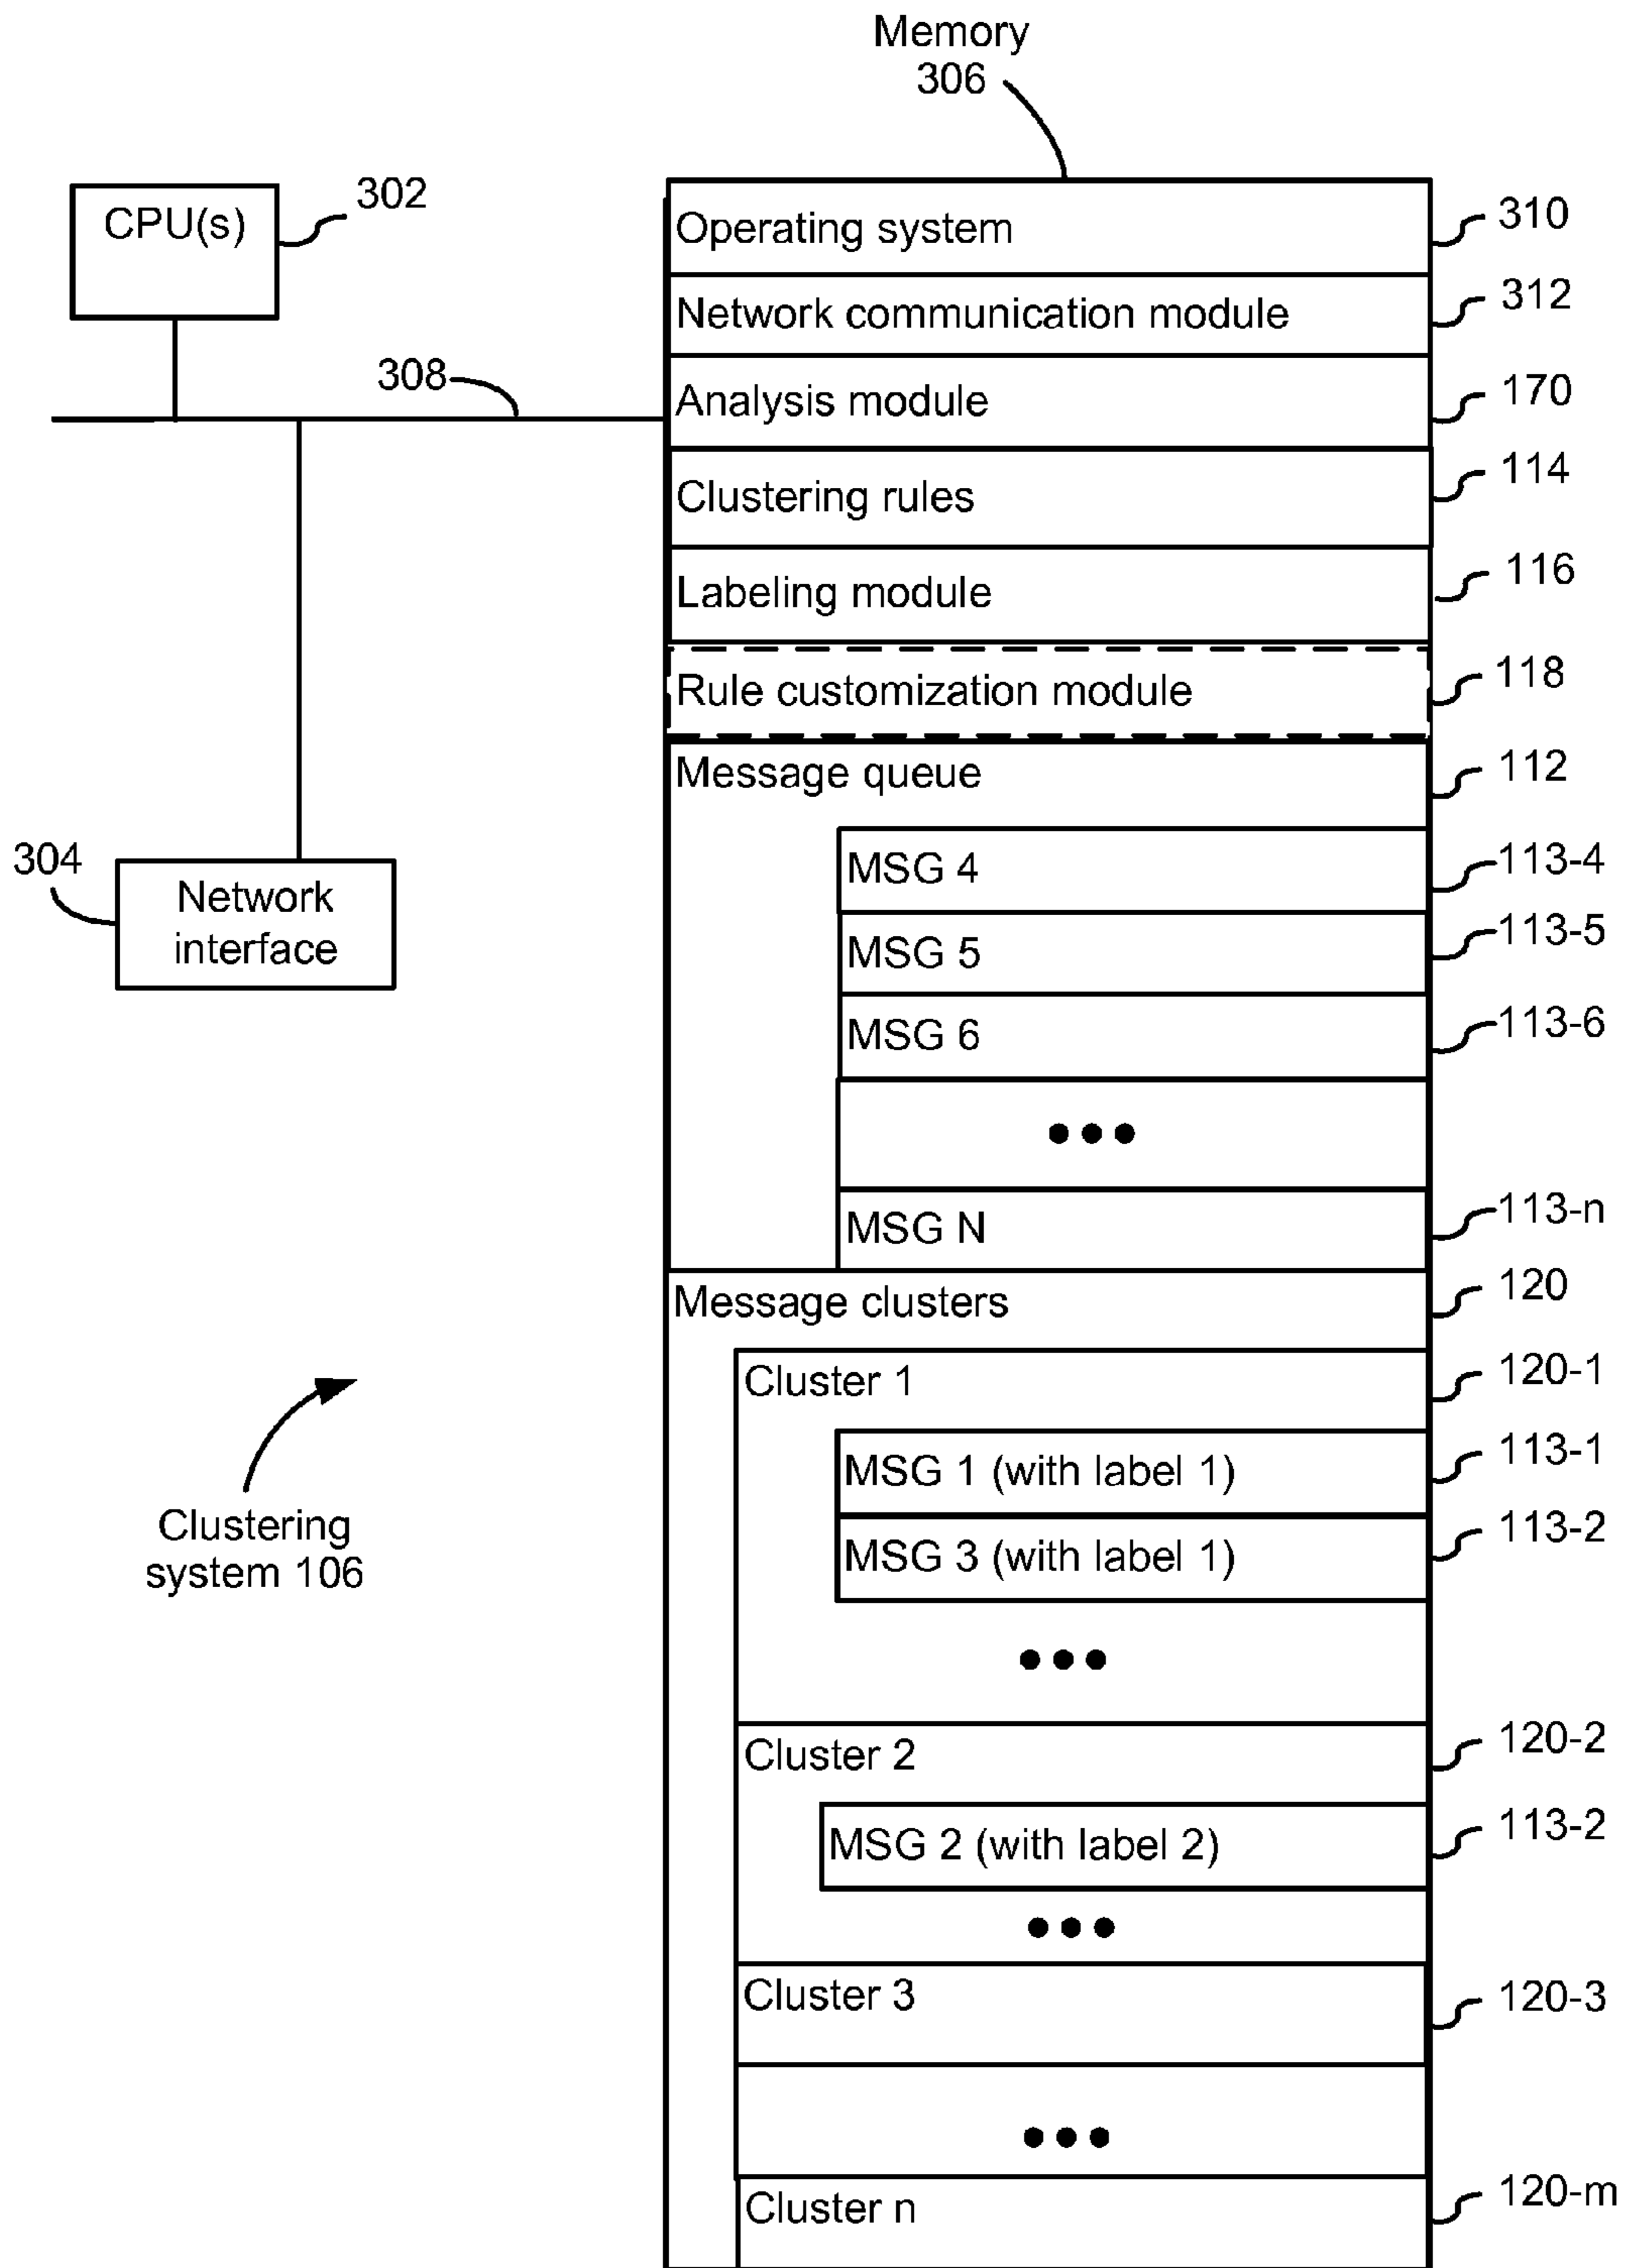 Memory
306
CPU(s)
302
Operating system
310
Network communication module
312
308
Analysis module
170
Clustering rules
114
Labeling module
116
Rule customization module
118
Message queue
112
304
Network
interface
MSG 4
113-4
MSG 5
113-5
MSG 6
113-6
MSG N
113-n
Message clusters
120
Cluster 1
120-1
MSG 1 (with label 1)
113-1
MSG 3 (with label 1)
113-2
Clustering
system 106
Cluster 2
120-2
MSG 2 (with label 2)
113-2
Cluster 3
120-3
Cluster n
120-m